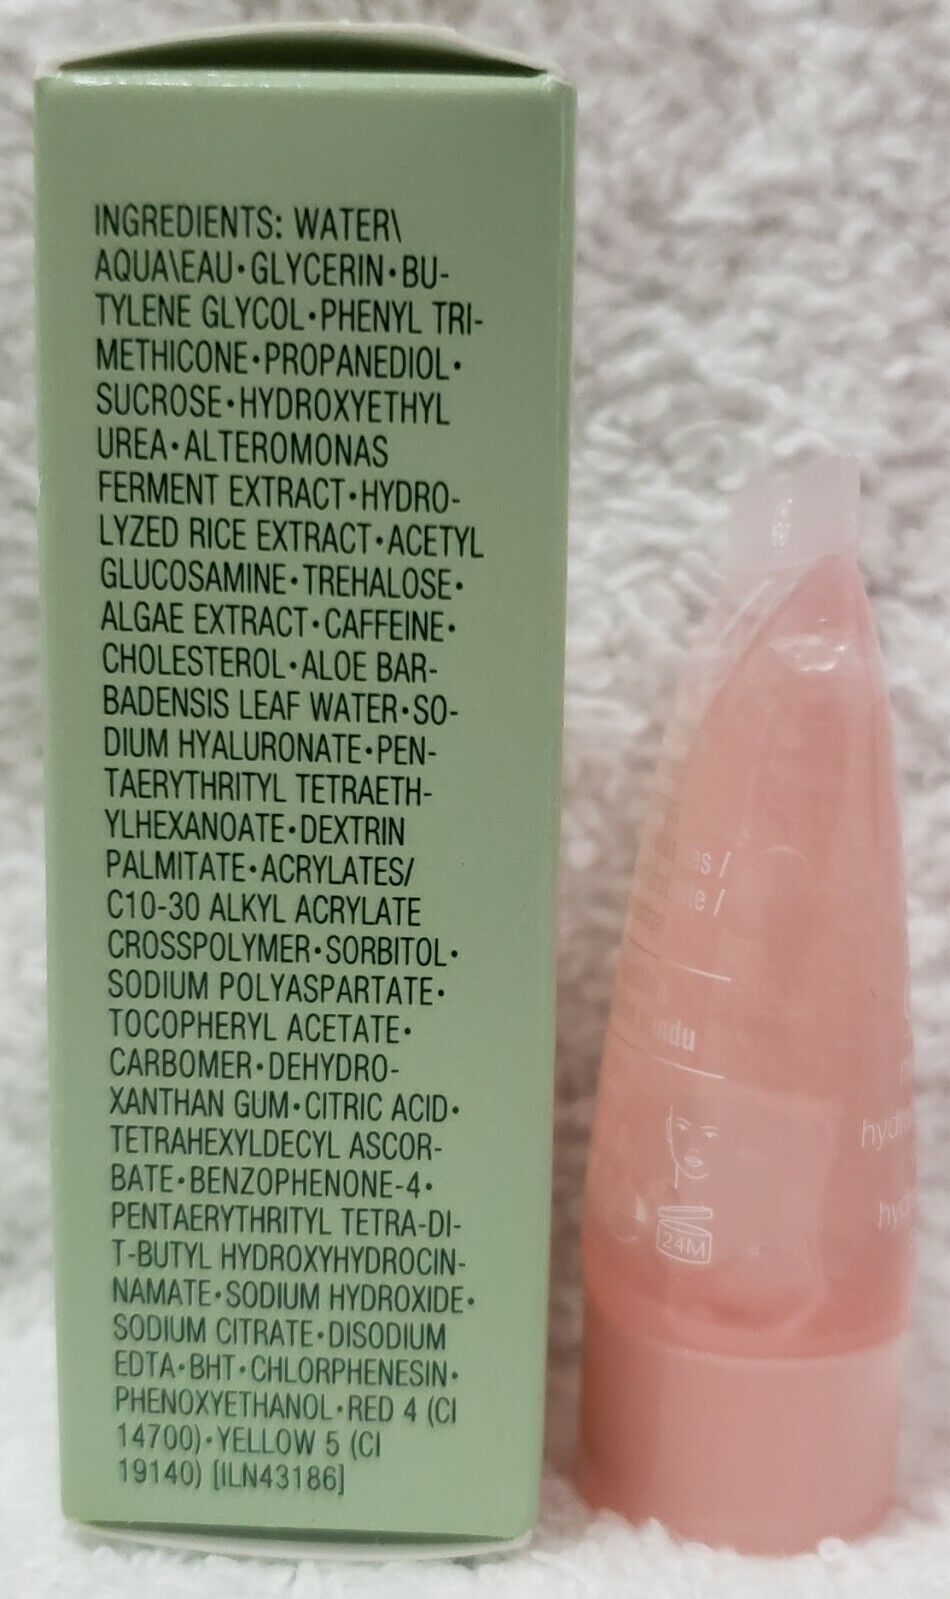 INGREDIENTS: WATER\
AQUA\EAU•GLYCERIN•BU-
TYLENE GLYCOL•PHENYL TRI-
METHICONE•PROPANEDIOL•
SUCROSE•HYDROXYETHYL
UREA•ALTEROMONAS
FERMENT EXTRACT•HYDRO-
LYZED RICE EXTRACT•ACETYL
GLUCOSAMINE•TREHALOSE•
ALGAE EXTRACT•CAFFEINE•
CHOLESTEROL•ALOE BAR-
BADENSIS LEAF WATER•SO-
DIUM HYALURONATE•PEN-
TAERYTHRITYL TETRAETH-
YLHEXANOATE•DEXTRIN
PALMITATE•ACRYLATES/
C10-30 ALKYL ACRYLATE
CROSSPOLYMER•SORBITOL•
SODIUM POLYASPARTATE•
TOCOPHERYL ACETATE•
CARBOMER•DEHYDRO-
XANTHAN GUM•CITRIC ACID•
TETRAHEXYLDECYL ASCOR-
BATE•BENZOPHENONE-4•
PENTAERYTHRITYL TETRA-DI-
T-BUTYL HYDROXYHYDROCIN-
NAMATE•SODIUM HYDROXIDE•
SODIUM CITRATE•DISODIUM
EDTA•BHT•CHLORPHENESIN•
PHENOXYETHANOL•RED 4 (CI
14700)•YELLOW 5 (CI
19140) [ILN43186]
24M